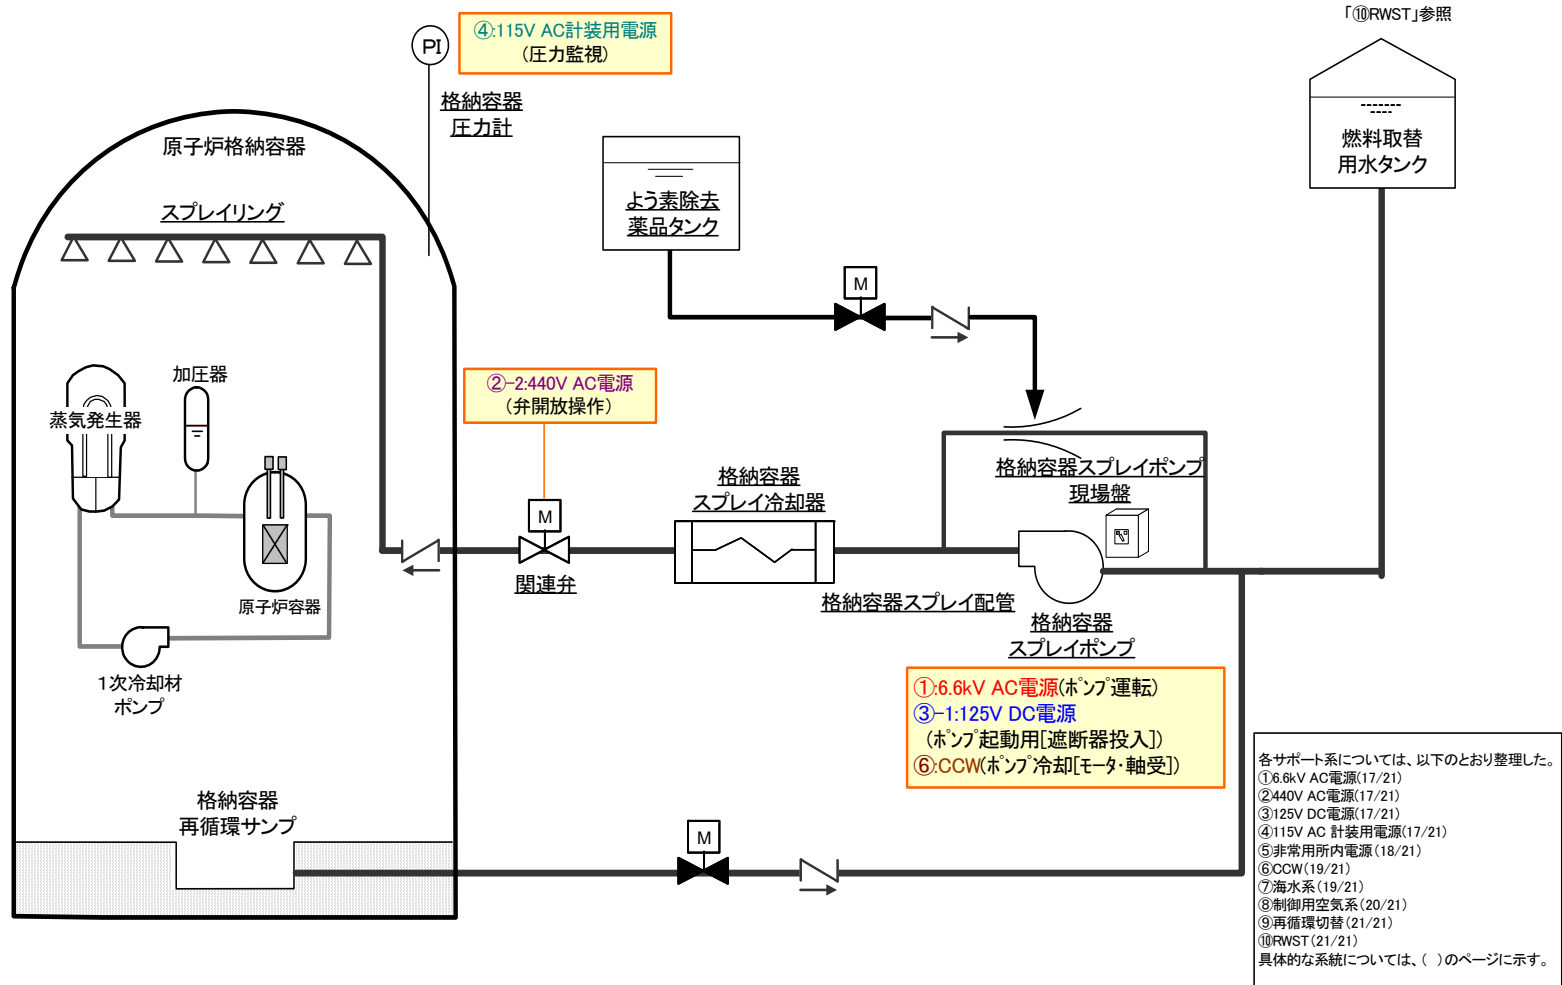 「⑩RWST」参照
④:115V AC計装用電源
(圧力監視)
PI
格納容器
圧力計
原子炉格納容器
スプレイリング
よう素除去
薬品タンク
燃料取替
用水タンク
M
②-2:440V AC電源
(弁開放操作)
加圧器
蒸気発生器
原子炉容器
1次冷却材
ポンプ
M
関連弁
格納容器
スプレイ冷却器
格納容器スプレイポンプ
現場盤
格納容器スプレイ配管
格納容器
スプレイポンプ
①:6.6kV AC電源(ﾎﾟﾝﾌﾟ運転)
③-1:125V DC電源
(ﾎﾟﾝﾌﾟ起動用[遮断器投入])
⑥:CCW(ﾎﾟﾝﾌﾟ冷却[ﾓｰﾀ・軸受])
格納容器
再循環サンプ
M
各サポート系については、以下のとおり整理した。
①6.6kV AC電源(17/21)
②440V AC電源(17/21)
③125V DC電源(17/21)
④115V AC 計装用電源(17/21)
⑤非常用所内電源(18/21)
⑥CCW(19/21)
⑦海水系(19/21)
⑧制御用空気系(20/21)
⑨再循環切替(21/21)
⑩RWST(21/21)
具体的な系統については、( )のページに示す。